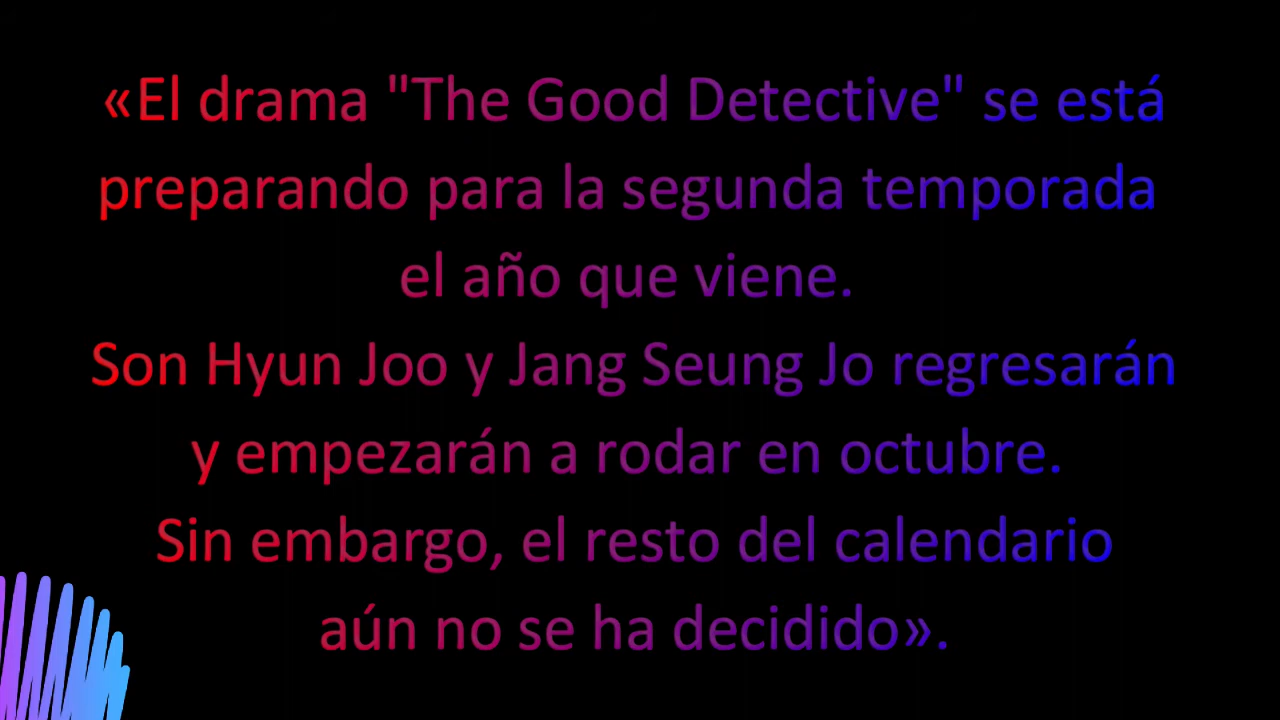 «El drama "The Good Detective" se está
preparando para la segunda temporada
el año que viene.
Son Hyun Joo y Jang Seung Jo regresarán
y empezarán a rodar en octubre.
Sin embargo, el resto del calendario
aún no se ha decidido».